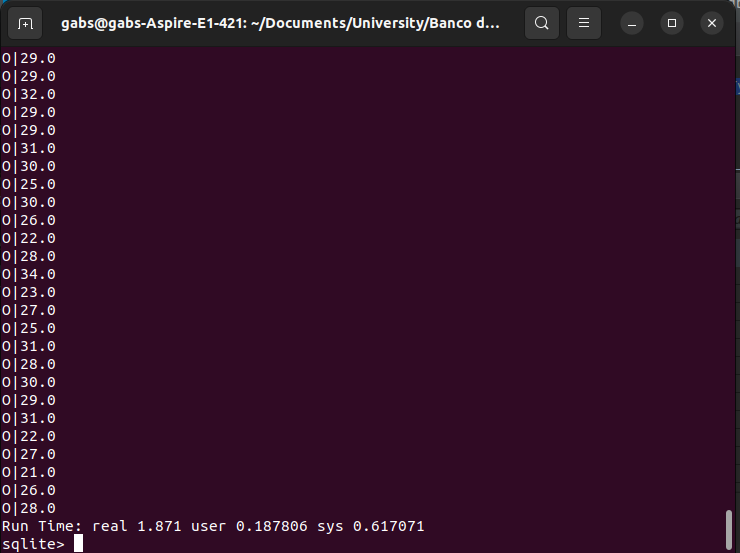 gabs@gabs-Aspire-E1-421: ~/Documents/University/Banco d...
O|29.0
O|29.0
O|32.0
O|29.0
O|29.0
O|31.0
O|30.0
O|25.0
O|30.0
O|26.0
O|22.0
O|28.0
O|34.0
O|23.0
O|27.0
O|25.0
O|31.0
O|28.0
O|30.0
O|29.0
O|31.0
O|22.0
O|27.0
O|21.0
O|26.0
O|28.0
Run Time: real 1.871 user 0.187806 sys 0.617071
sqlite>